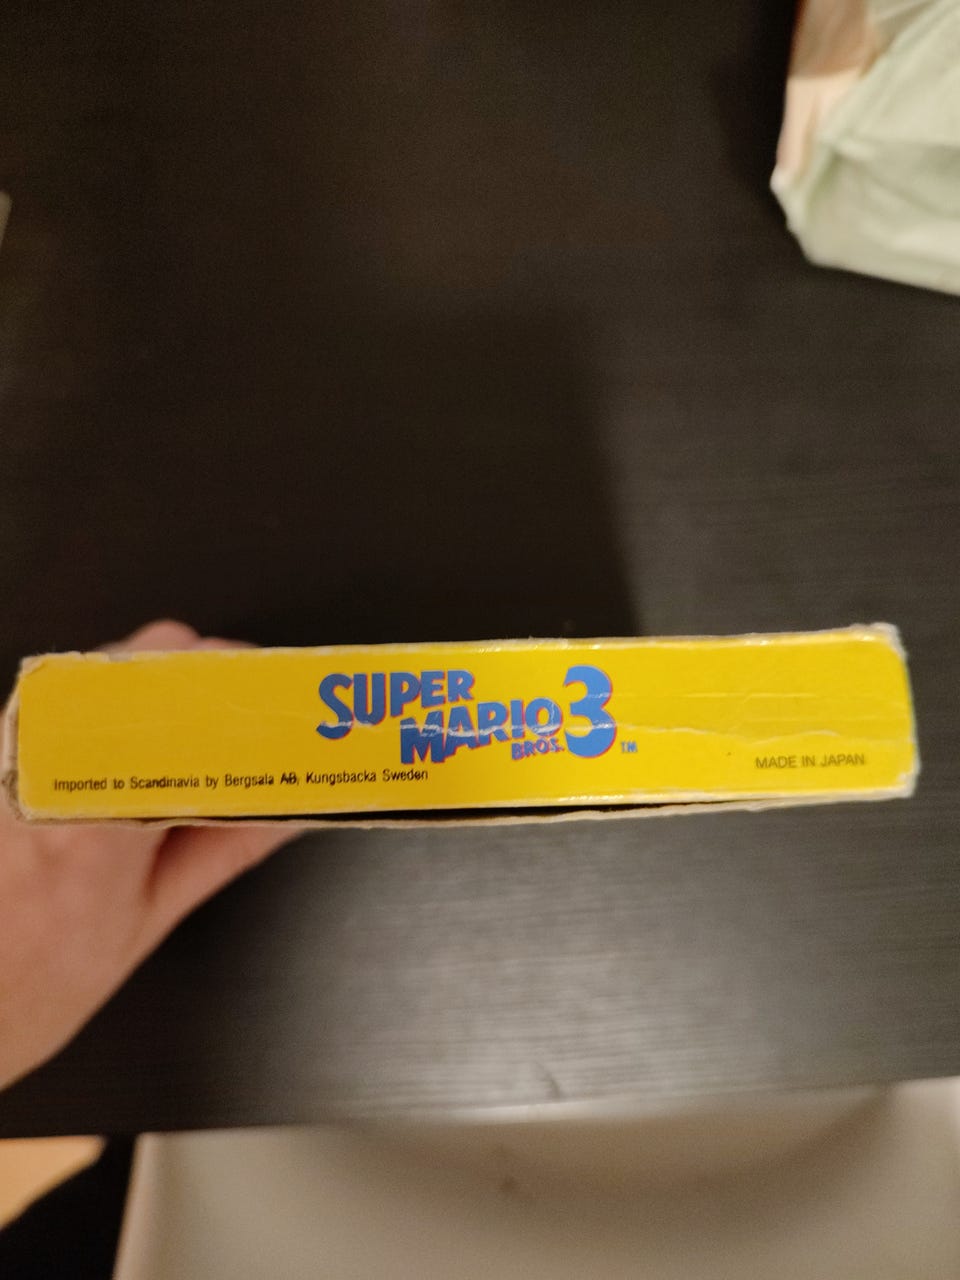 SUPER
MARIO 3
BROS. TM
Imported to Scandinavia by Bergsala AB, Kungsbacka Sweden
MADE IN JAPAN